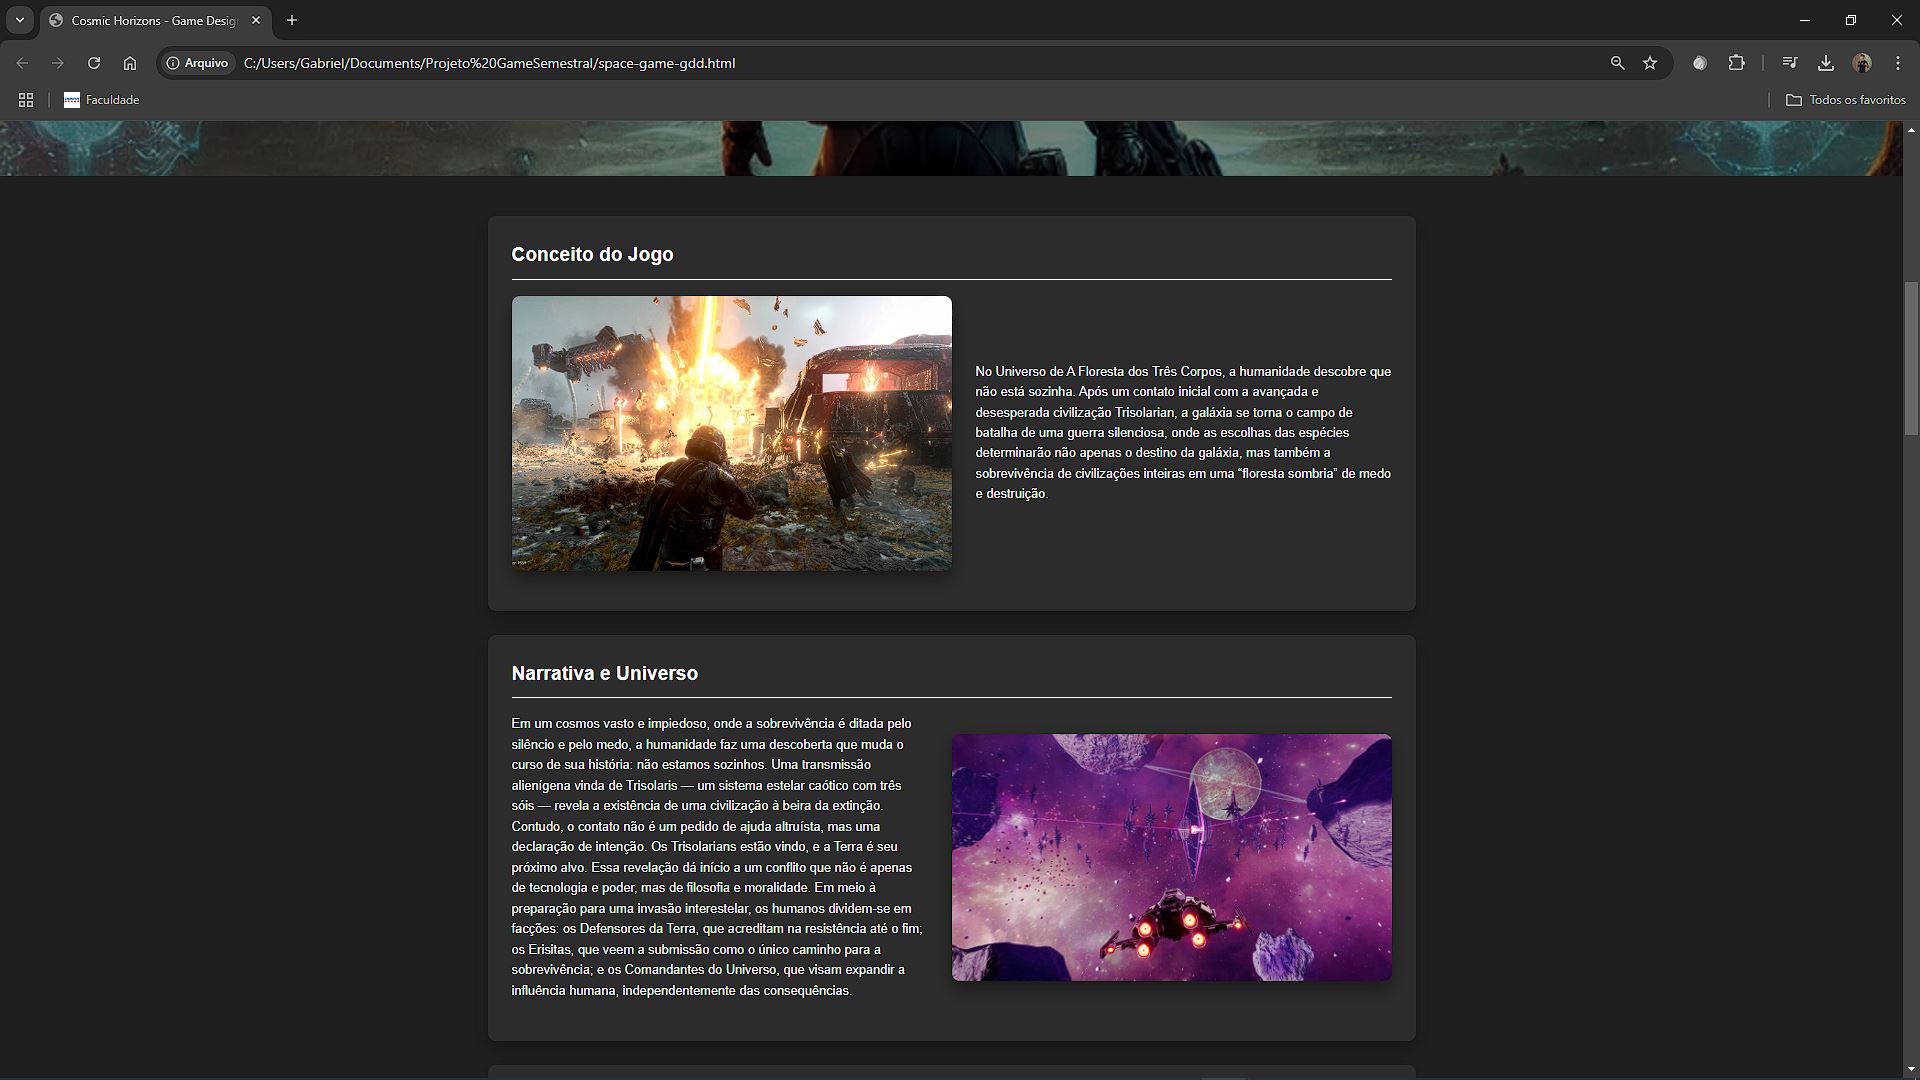 Cosmic Horizons - Game Desig
Arquivo
C:/Users/Gabriel/Documents/Projeto%20GameSemestral/space-game-gdd.html
Faculdade
Todos os favoritos
Conceito do Jogo
No Universo de A Floresta dos Três Corpos, a humanidade descobre que
não está sozinha. Após um contato inicial com a avançada e
desesperada civilização Trisolarian, a galáxia se torna o campo de
batalha de uma guerra silenciosa, onde as escolhas das espécies
determinarão não apenas o destino da galáxia, mas também a
sobrevivência de civilizações inteiras em uma “floresta sombria” de medo
e destruição.
Narrativa e Universo
Em um cosmos vasto e impiedoso, onde a sobrevivência é ditada pelo
silêncio e pelo medo, a humanidade faz uma descoberta que muda o
curso de sua história: não estamos sozinhos. Uma transmissão
alienígena vinda de Trisolaris — um sistema estelar caótico com três
sóis — revela a existência de uma civilização à beira da extinção.
Contudo, o contato não é um pedido de ajuda altruísta, mas uma
declaração de intenção. Os Trisolarians estão vindo, e a Terra é seu
próximo alvo. Essa revelação dá início a um conflito que não é apenas
de tecnologia e poder, mas de filosofia e moralidade. Em meio à
preparação para uma invasão interestelar, os humanos dividem-se em
facções: os Defensores da Terra, que acreditam na resistência até o fim;
os Erisitas, que veem a submissão como o único caminho para a
sobrevivência; e os Comandantes do Universo, que visam expandir a
influência humana, independentemente das consequências.